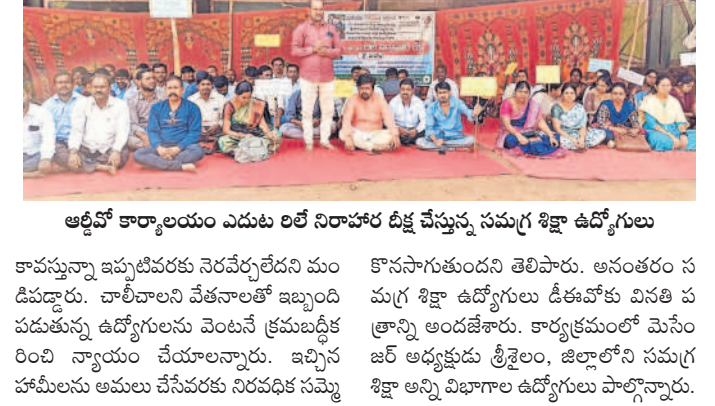 ఆర్డీవో కార్యాలయం ఎదుట రిలే నిరాహార దీక్ష చేస్తున్న సమగ్ర శిక్షా ఉద్యోగులు
కావస్తున్నా ఇప్పటివరకు నెరవేర్చలేదని మం
డిపడ్డారు. చాలీచాలని వేతనాలతో ఇబ్బంది
పడుతున్న ఉద్యోగులను వెంటనే క్రమబద్ధీక
రించి న్యాయం చేయాలన్నారు. ఇచ్చిన
హామీలను అమలు చేసేవరకు నిరవధిక సమ్మె
కొనసాగుతుందని తెలిపారు. అనంతరం స
మగ్ర శిక్షా ఉద్యోగులు డీఈవోకు వినతి ప
త్రాన్ని అందజేశారు. కార్యక్రమంలో మెసేం
జర్ అధ్యక్షుడు శ్రీశైలం, జిల్లాలోని సమగ్ర
శిక్షా అన్ని విభాగాల ఉద్యోగులు పాల్గొన్నారు.